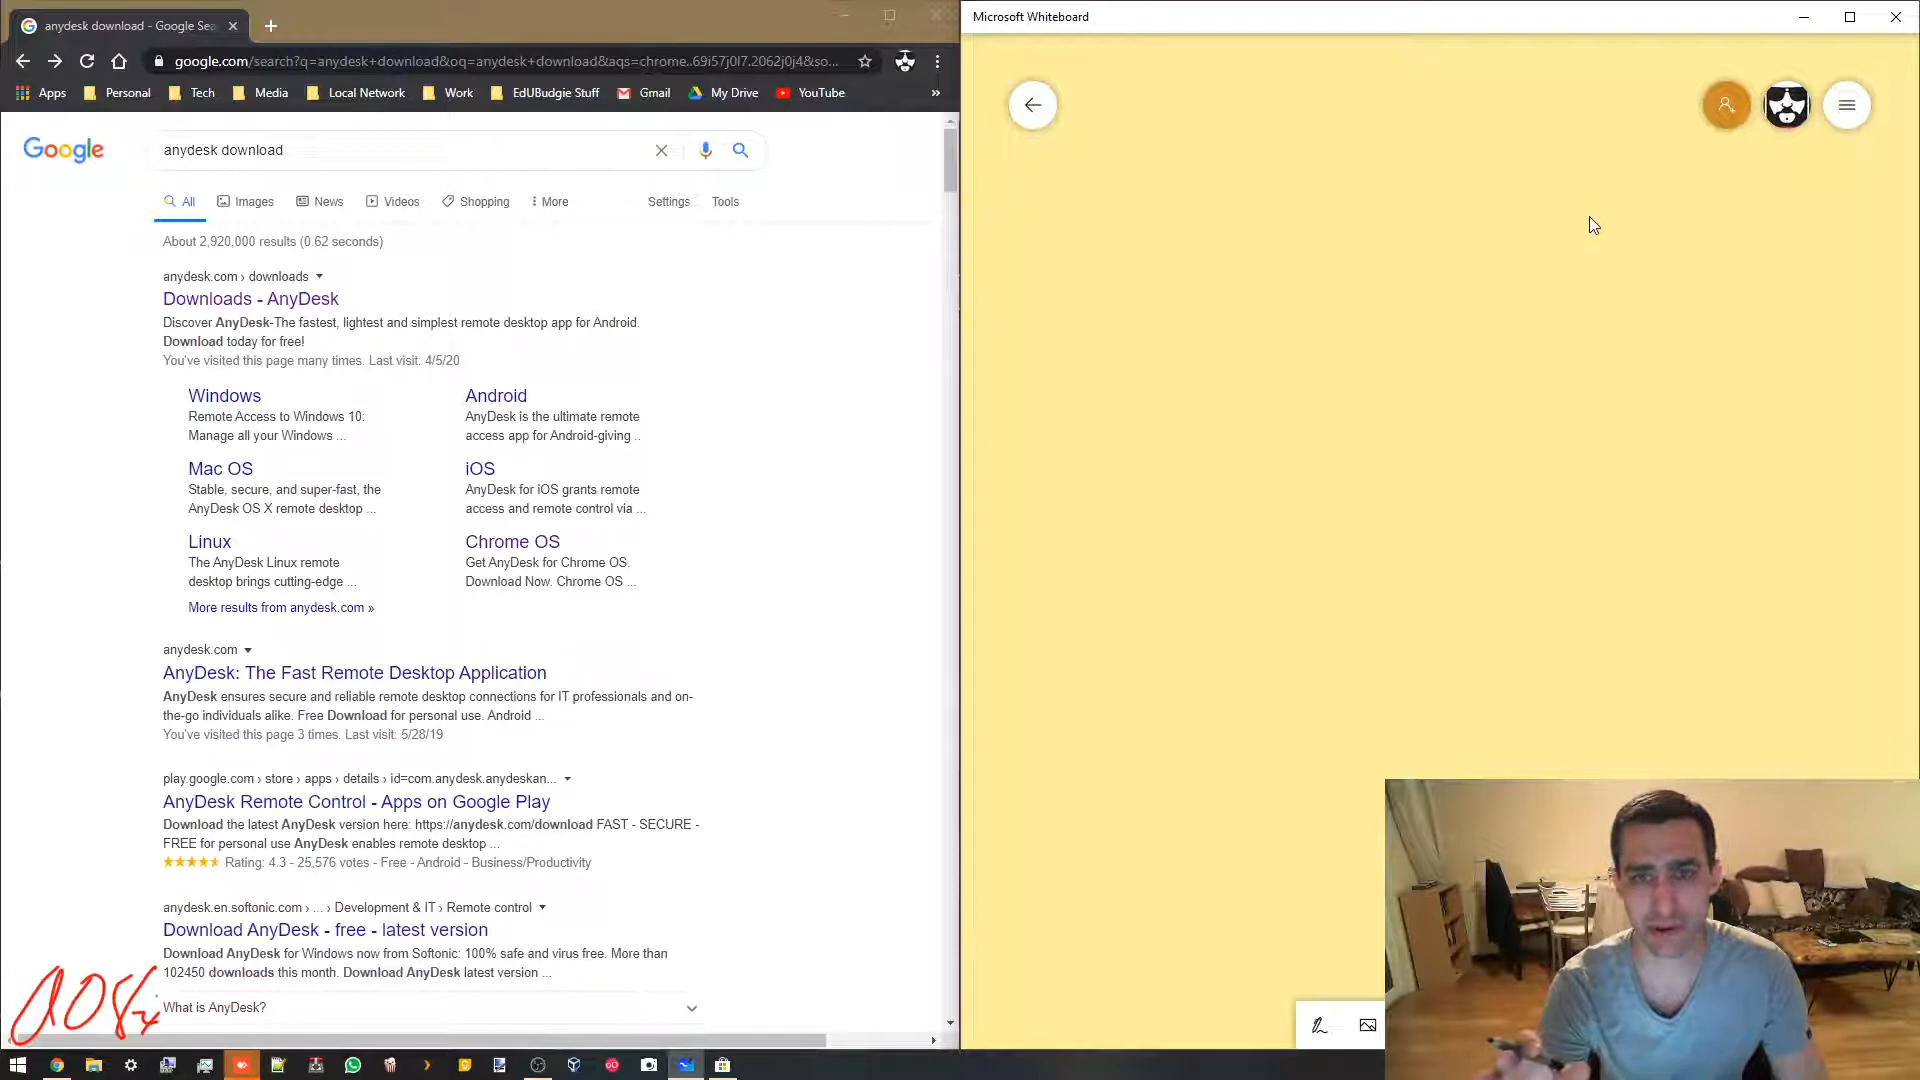 anydesk download - Google Sea
google.com/search?q=anydesk+download&oq=anydesk+download&aqs=chrome..69i57j0l7.2062j0j4&so...
Apps Personal Tech Media Local Network Work EdUBudgie Stuff Gmail My Drive YouTube »
Google
anydesk download
All Images News Videos Shopping More Settings Tools
About 2,920,000 results (0.62 seconds)
anydesk.com › downloads
Downloads - AnyDesk
Discover AnyDesk-The fastest, lightest and simplest remote desktop app for Android.
Download today for free!
You've visited this page many times. Last visit: 4/5/20
Windows
Remote Access to Windows 10:
Manage all your Windows ...
Android
AnyDesk is the ultimate remote
access app for Android-giving ..
Mac OS
Stable, secure, and super-fast, the
AnyDesk OS X remote desktop ...
iOS
AnyDesk for iOS grants remote
access and remote control via ...
Linux
The AnyDesk Linux remote
desktop brings cutting-edge ...
Chrome OS
Get AnyDesk for Chrome OS.
Download Now. Chrome OS ...
More results from anydesk.com »
anydesk.com
AnyDesk: The Fast Remote Desktop Application
AnyDesk ensures secure and reliable remote desktop connections for IT professionals and on-
the-go individuals alike. Free Download for personal use. Android ...
You've visited this page 3 times. Last visit: 5/28/19
play.google.com › store › apps › details › id=com.anydesk.anydeskan...
AnyDesk Remote Control - Apps on Google Play
Download the latest AnyDesk version here: https://anydesk.com/download FAST - SECURE -
FREE for personal use AnyDesk enables remote desktop ...
Rating: 4.3 - 25,576 votes - Free - Android - Business/Productivity
anydesk.en.softonic.com › ... › Development & IT › Remote control
Download AnyDesk - free - latest version
Download AnyDesk for Windows now from Softonic: 100% safe and virus free. More than
102450 downloads this month. Download AnyDesk latest version ...
What is AnyDesk?
Microsoft Whiteboard